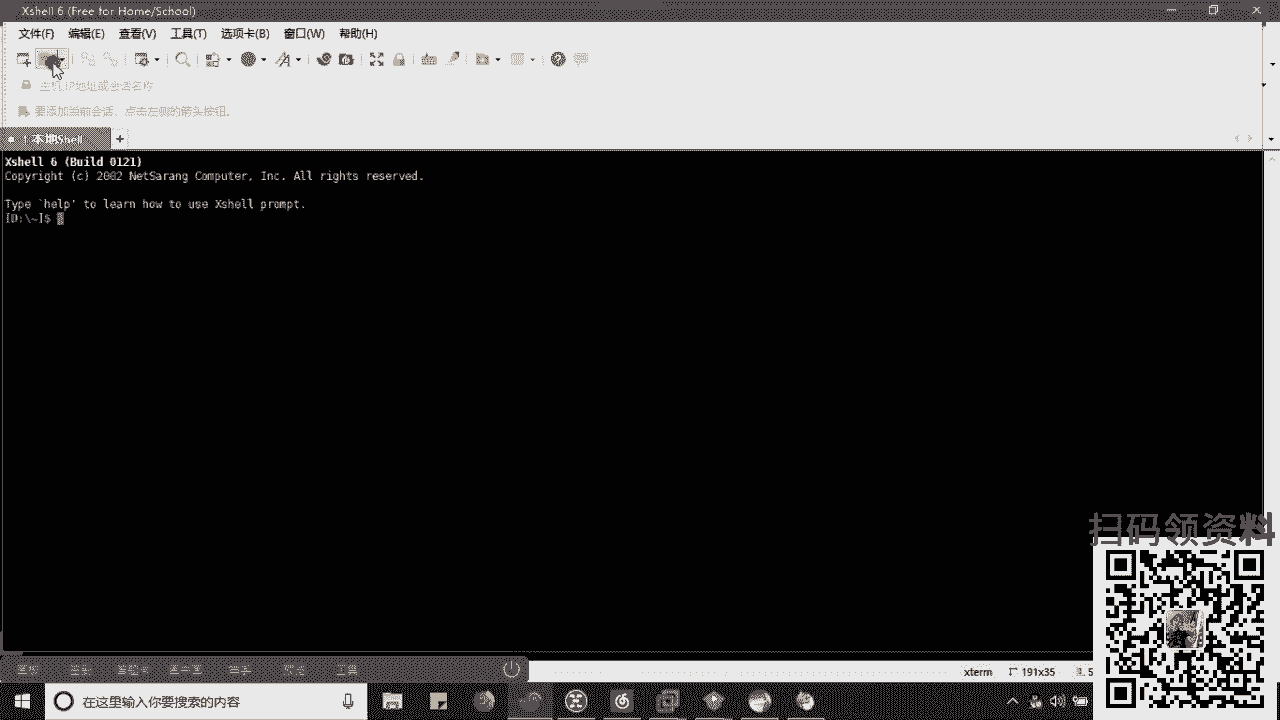 Xshell 6 (Free for Home/School)
文件(F) 编辑(E) 查看(V) 工具(T) 选项卡(B) 窗口(W) 帮助(H)
主机,IP地址或会话名称
要添加当前会话，点击左侧的箭头按钮。
1 本地Shell +
Xshell 6 (Build 0121)
Copyright (c) 2002 NetSarang Computer, Inc. All rights reserved.
Type `help' to learn how to use Xshell prompt.
[D:\~]$
扫码领资料
xterm 191x35
在这里输入你要搜索的内容